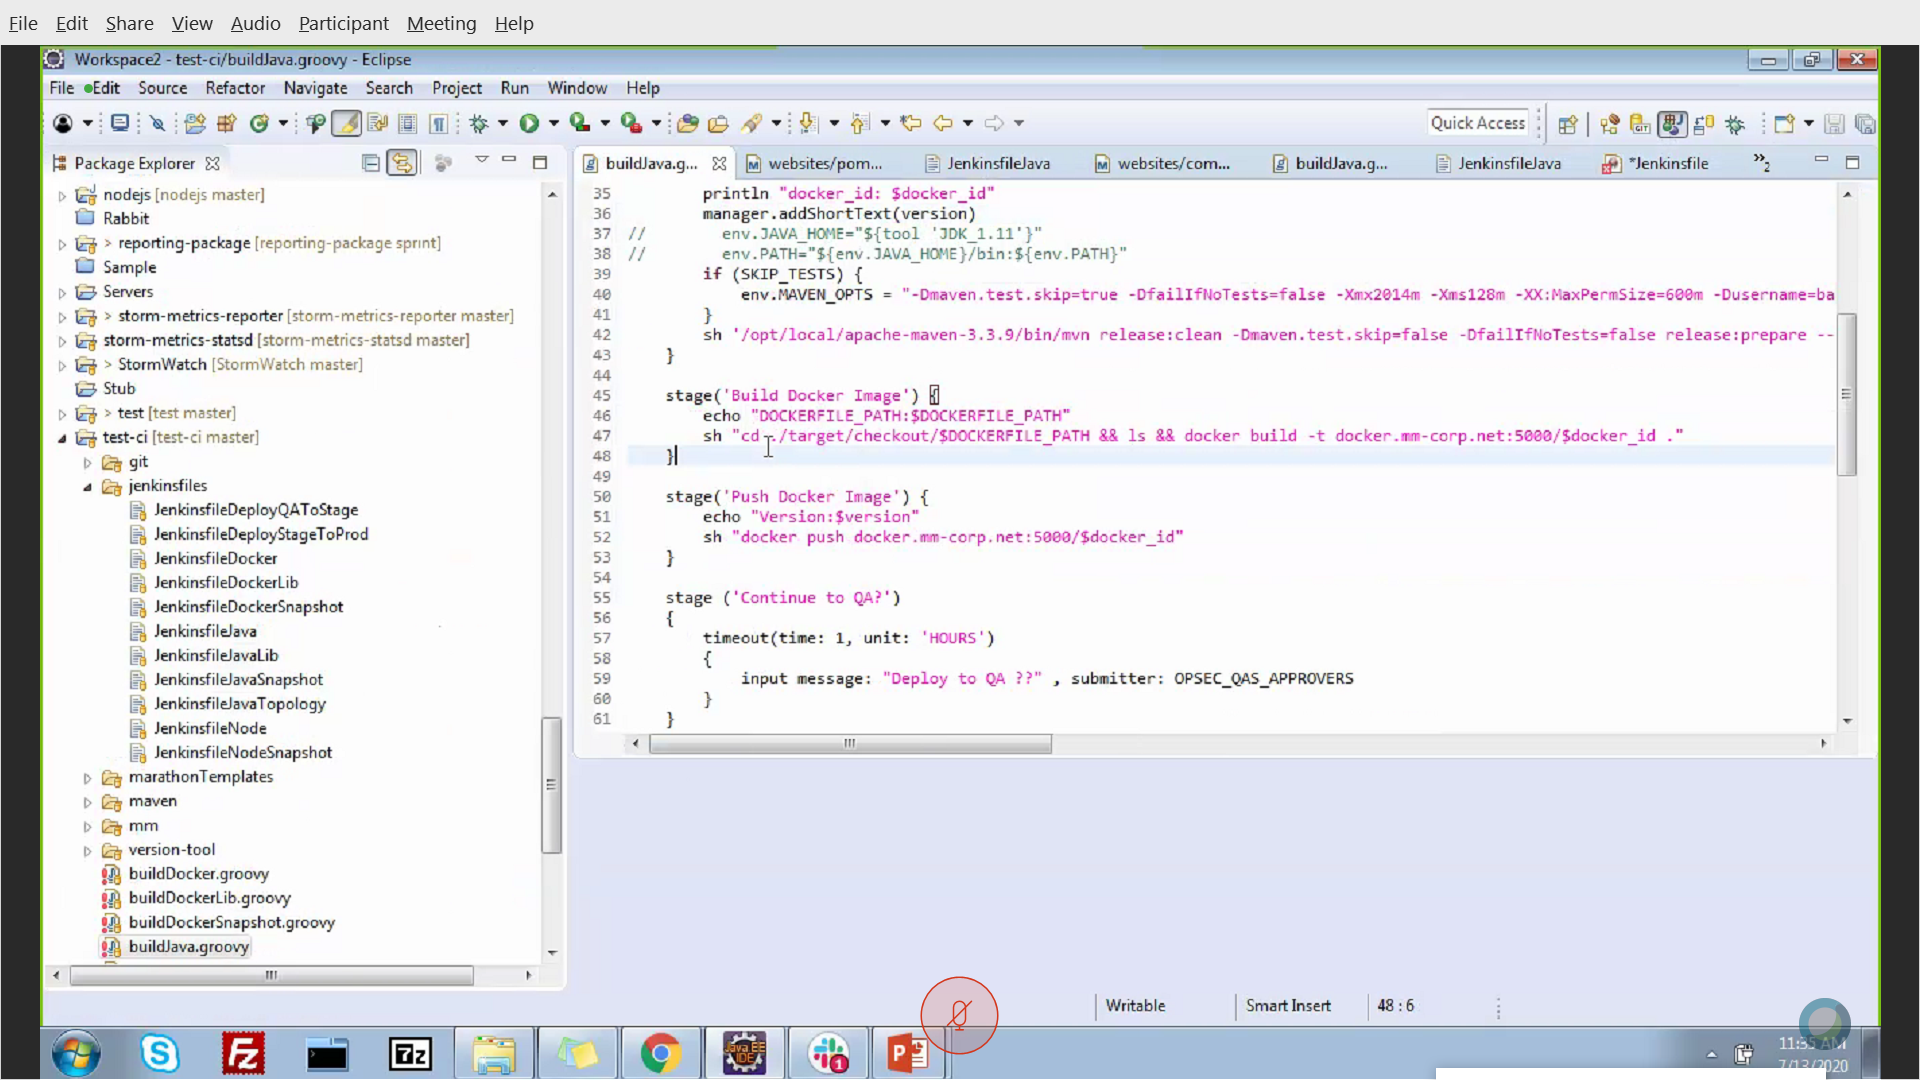 File Edit Share View Audio Participant Meeting Help
Workspace2 - test-ci/buildJava.groovy - Eclipse
File Edit Source Refactor Navigate Search Project Run Window Help
Quick Access
Package Explorer
buildJava.g... websites/pom... JenkinsfileJava websites/com... buildJava.g... JenkinsfileJava *Jenkinsfile »2
nodejs [nodejs master]
Rabbit
> reporting-package [reporting-package sprint]
Sample
Servers
> storm-metrics-reporter [storm-metrics-reporter master]
storm-metrics-statsd [storm-metrics-statsd master]
> StormWatch [StormWatch master]
Stub
> test [test master]
test-ci [test-ci master]
git
jenkinsfiles
JenkinsfileDeployQAToStage
JenkinsfileDeployStageToProd
JenkinsfileDocker
JenkinsfileDockerLib
JenkinsfileDockerSnapshot
JenkinsfileJava
JenkinsfileJavaLib
JenkinsfileJavaSnapshot
JenkinsfileJavaTopology
JenkinsfileNode
JenkinsfileNodeSnapshot
marathonTemplates
maven
mm
version-tool
buildDocker.groovy
buildDockerLib.groovy
buildDockerSnapshot.groovy
buildJava.groovy
35 println "docker_id: $docker_id"
36 manager.addShortText(version)
37 // env.JAVA_HOME="${tool 'JDK_1.11'}"
38 // env.PATH="${env.JAVA_HOME}/bin:${env.PATH}"
39 if (SKIP_TESTS) {
40 env.MAVEN_OPTS = "-Dmaven.test.skip=true -DfailIfNoTests=false -Xmx2014m -Xms128m -XX:MaxPermSize=600m -Dusername=ba
41 }
42 sh '/opt/local/apache-maven-3.3.9/bin/mvn release:clean -Dmaven.test.skip=false -DfailIfNoTests=false release:prepare --
43 }
44
45 stage('Build Docker Image') {
46 echo "DOCKERFILE_PATH:$DOCKERFILE_PATH"
47 sh "cd ./target/checkout/$DOCKERFILE_PATH && ls && docker build -t docker.mm-corp.net:5000/$docker_id ."
48 }
49
50 stage('Push Docker Image') {
51 echo "Version:$version"
52 sh "docker push docker.mm-corp.net:5000/$docker_id"
53 }
54
55 stage ('Continue to QA?')
56 {
57 timeout(time: 1, unit: 'HOURS')
58 {
59 input message: "Deploy to QA ??" , submitter: OPSEC_QAS_APPROVERS
60 }
61 }
Writable Smart Insert 48 : 6
Java EE
IDE
1
11:35 AM
7/13/2020